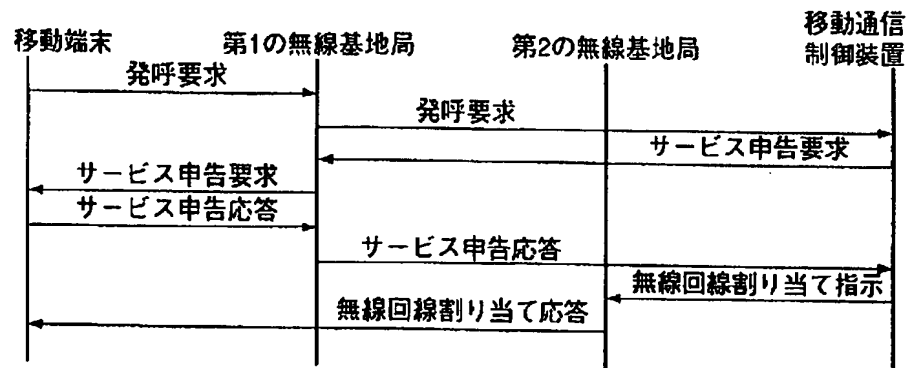 移動端末
第1の無線基地局
第2の無線基地局
移動通信
制御装置
発呼要求
発呼要求
サービス申告要求
サービス申告要求
サービス申告応答
サービス申告応答
無線回線割り当て指示
無線回線割り当て応答